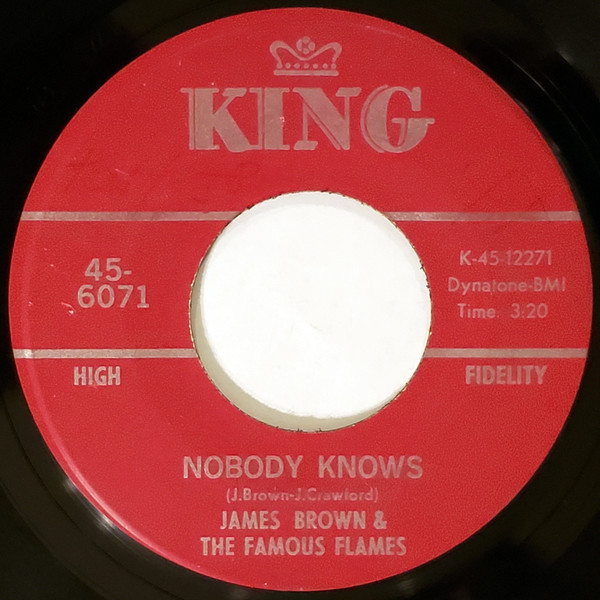 KING
45-
6071
K-45-12271
Dynatone-BMI
Time: 3:20
HIGH
FIDELITY
NOBODY KNOWS
(J.Brown-J.Crawford)
JAMES BROWN &
THE FAMOUS FLAMES